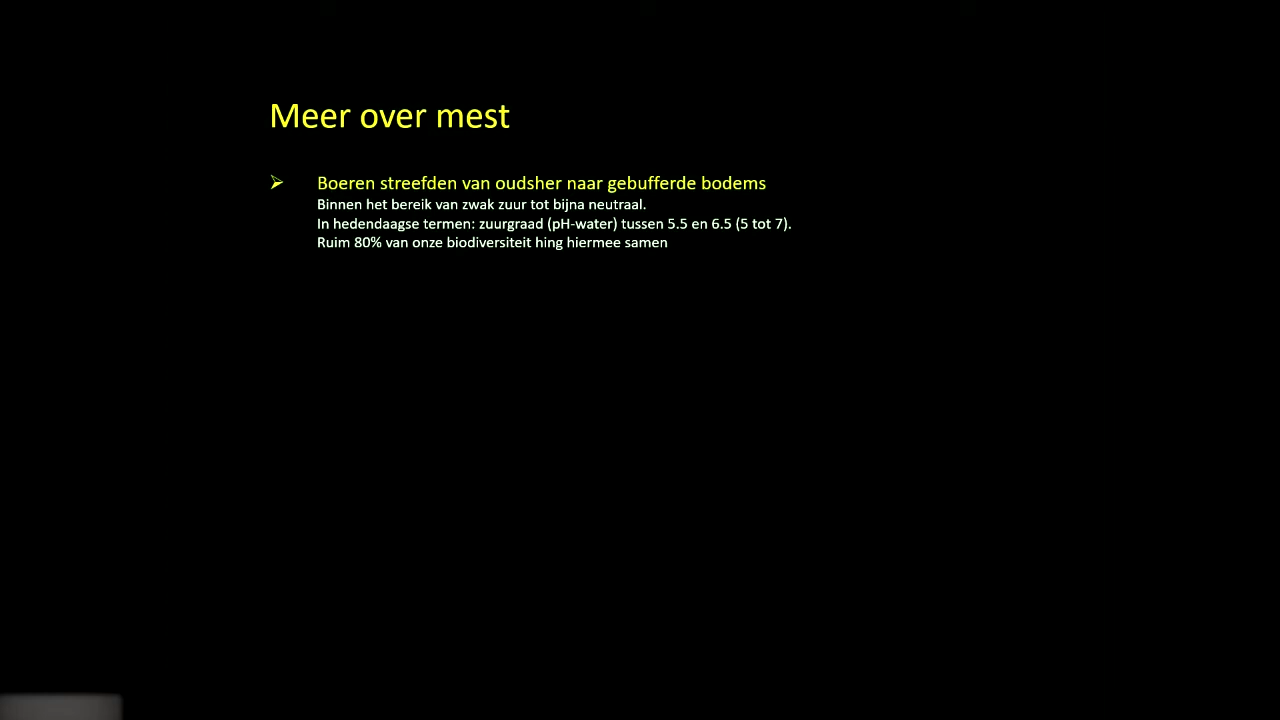 Meer over mest
➢ Boeren streefden van oudsher naar gebufferde bodems
Binnen het bereik van zwak zuur tot bijna neutraal.
In hedendaagse termen: zuurgraad (pH-water) tussen 5.5 en 6.5 (5 tot 7).
Ruim 80% van onze biodiversiteit hing hiermee samen